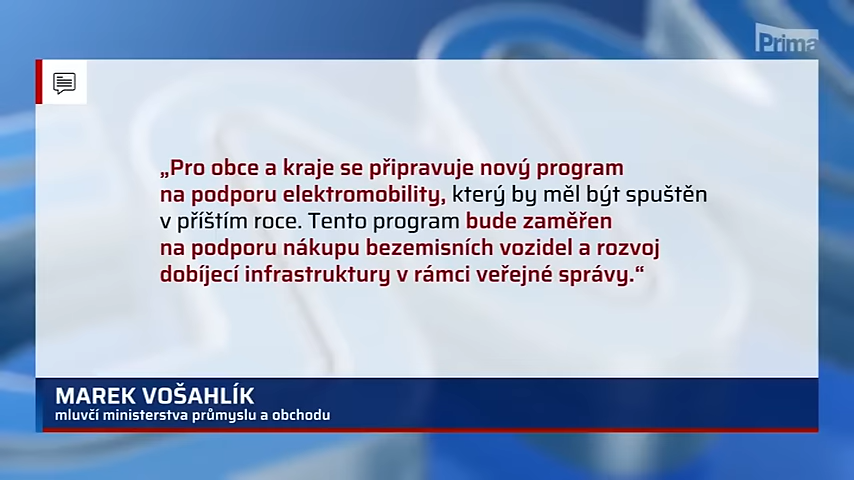 Prima
„Pro obce a kraje se připravuje nový program
na podporu elektromobility, který by měl být spuštěn
v příštím roce. Tento program bude zaměřen
na podporu nákupu bezemisních vozidel a rozvoj
dobíjecí infrastruktury v rámci veřejné správy.“
MAREK VOŠAHLÍK
mluvčí ministerstva průmyslu a obchodu